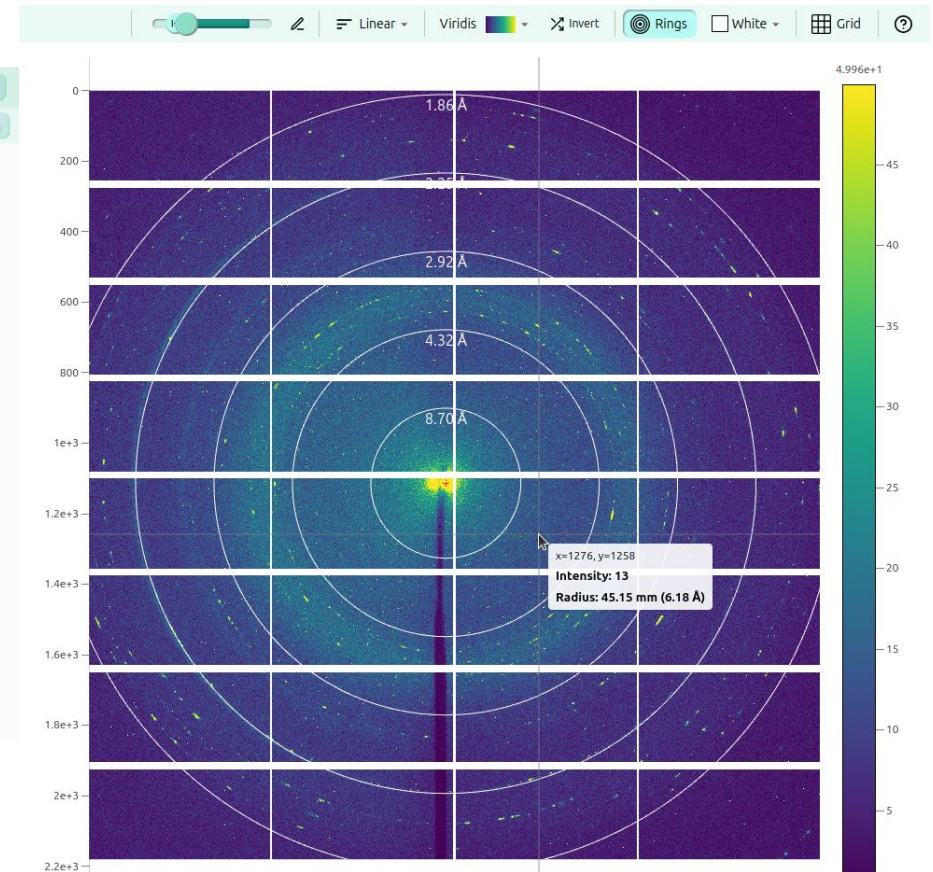 Linear
Viridis
Invert
Rings
White
Grid
4.996e+1
0
200
400
600
800
1e+3
1.2e+3
1.4e+3
1.6e+3
1.8e+3
2e+3
2.2e+3
1.86 Å
2.92 Å
4.32 Å
8.70 Å
x=1276, y=1258
Intensity: 13
Radius: 45.15 mm (6.18 Å)
45
40
35
30
25
20
15
10
5